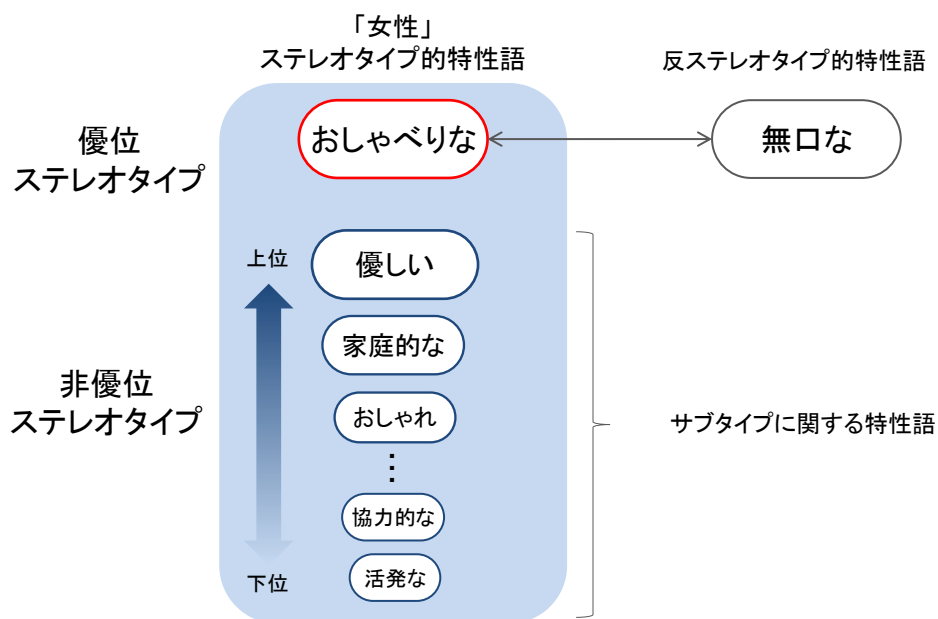 「女性」
ステレオタイプ的特性語
反ステレオタイプ的特性語
優位
ステレオタイプ
おしゃべりな
無口な
上位
優しい
家庭的な
非優位
ステレオタイプ
おしゃれ
サブタイプに関する特性語
⋮
協力的な
下位
活発な